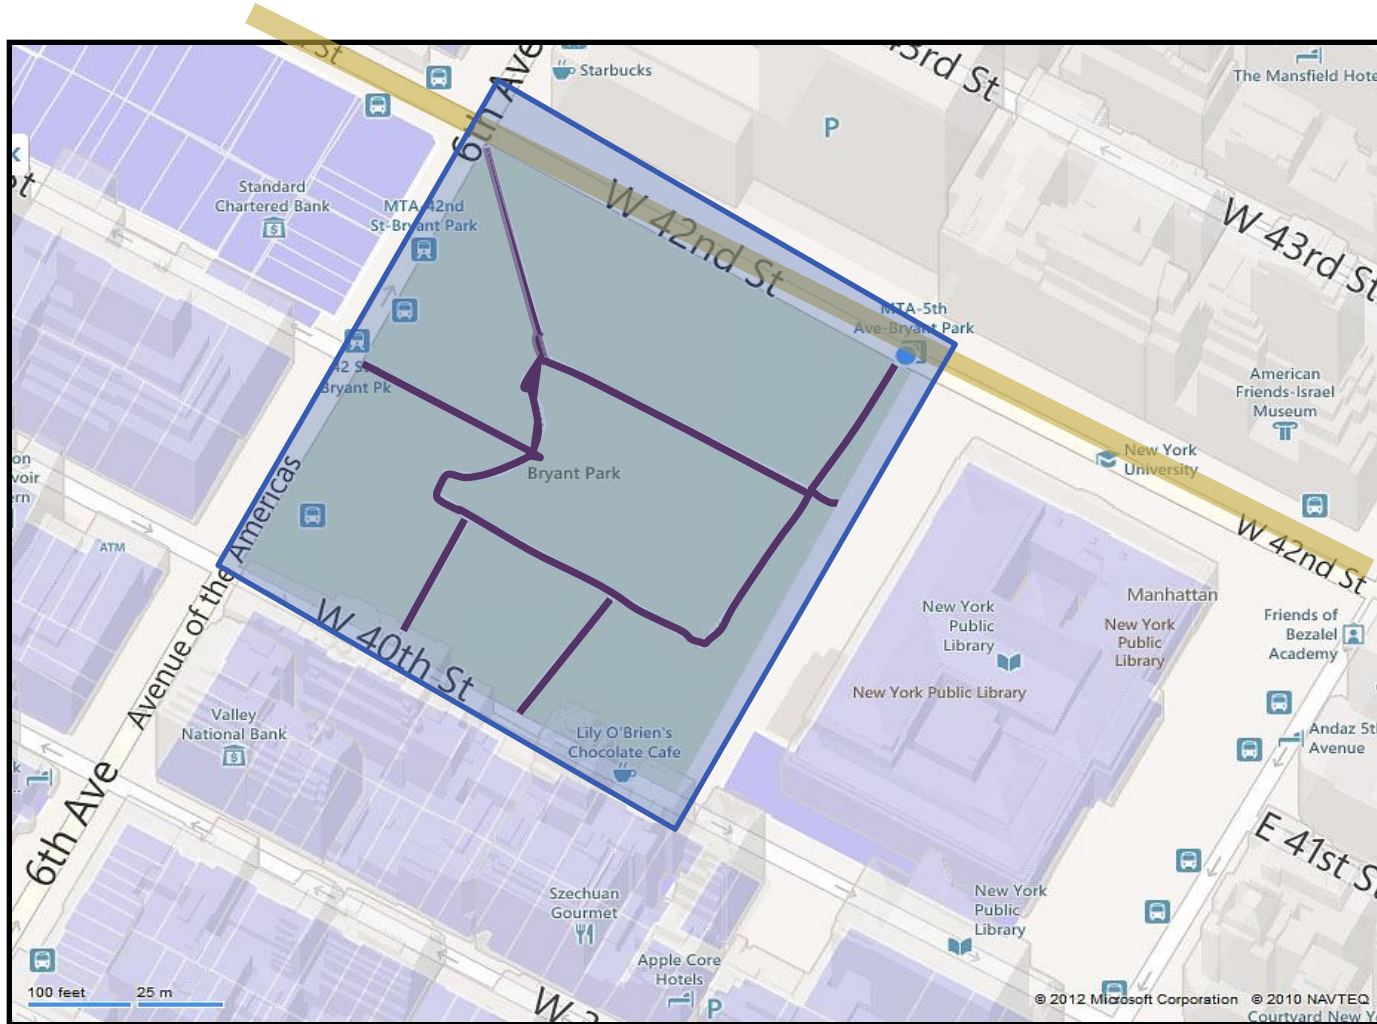 Starbucks
6th Ave
The Mansfield Hote
P
St
Standard
Chartered Bank
MTA-42nd
St-Bryant Park
W 42nd St
W 43rd St
MTA-5th
Ave-Bryant Park
42 St
Bryant Pk
American
Friends-Israel
Museum
New York
University
Bryant Park
Avenue of the Americas
ATM
W 42nd St
Manhattan
New York
Public
Library
New York
Public
Library
New York Public Library
Friends of
Bezalel
Academy
W 40th St
Valley
National Bank
Lily O'Brien's
Chocolate Cafe
Andaz 5th
Avenue
6th Ave
E 41st St
Szechuan
Gourmet
New York
Public
Library
Apple Core
Hotels
P
100 feet
25 m
© 2012 Microsoft Corporation
© 2010 NAVTEQ
Courtyard New Y